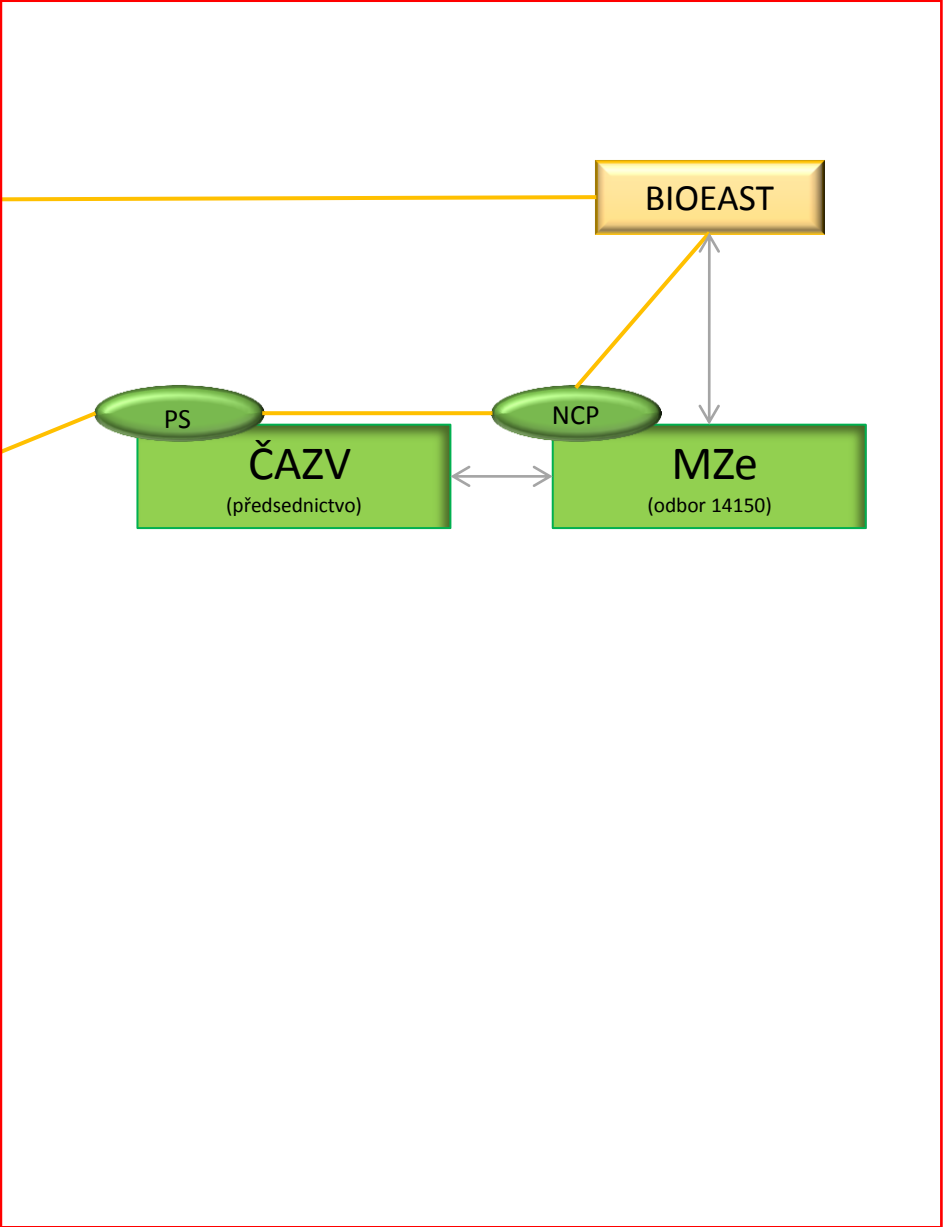 BIOEAST
PS
NCP
ČAZV
(předsednictvo)
MZe
(odbor 14150)